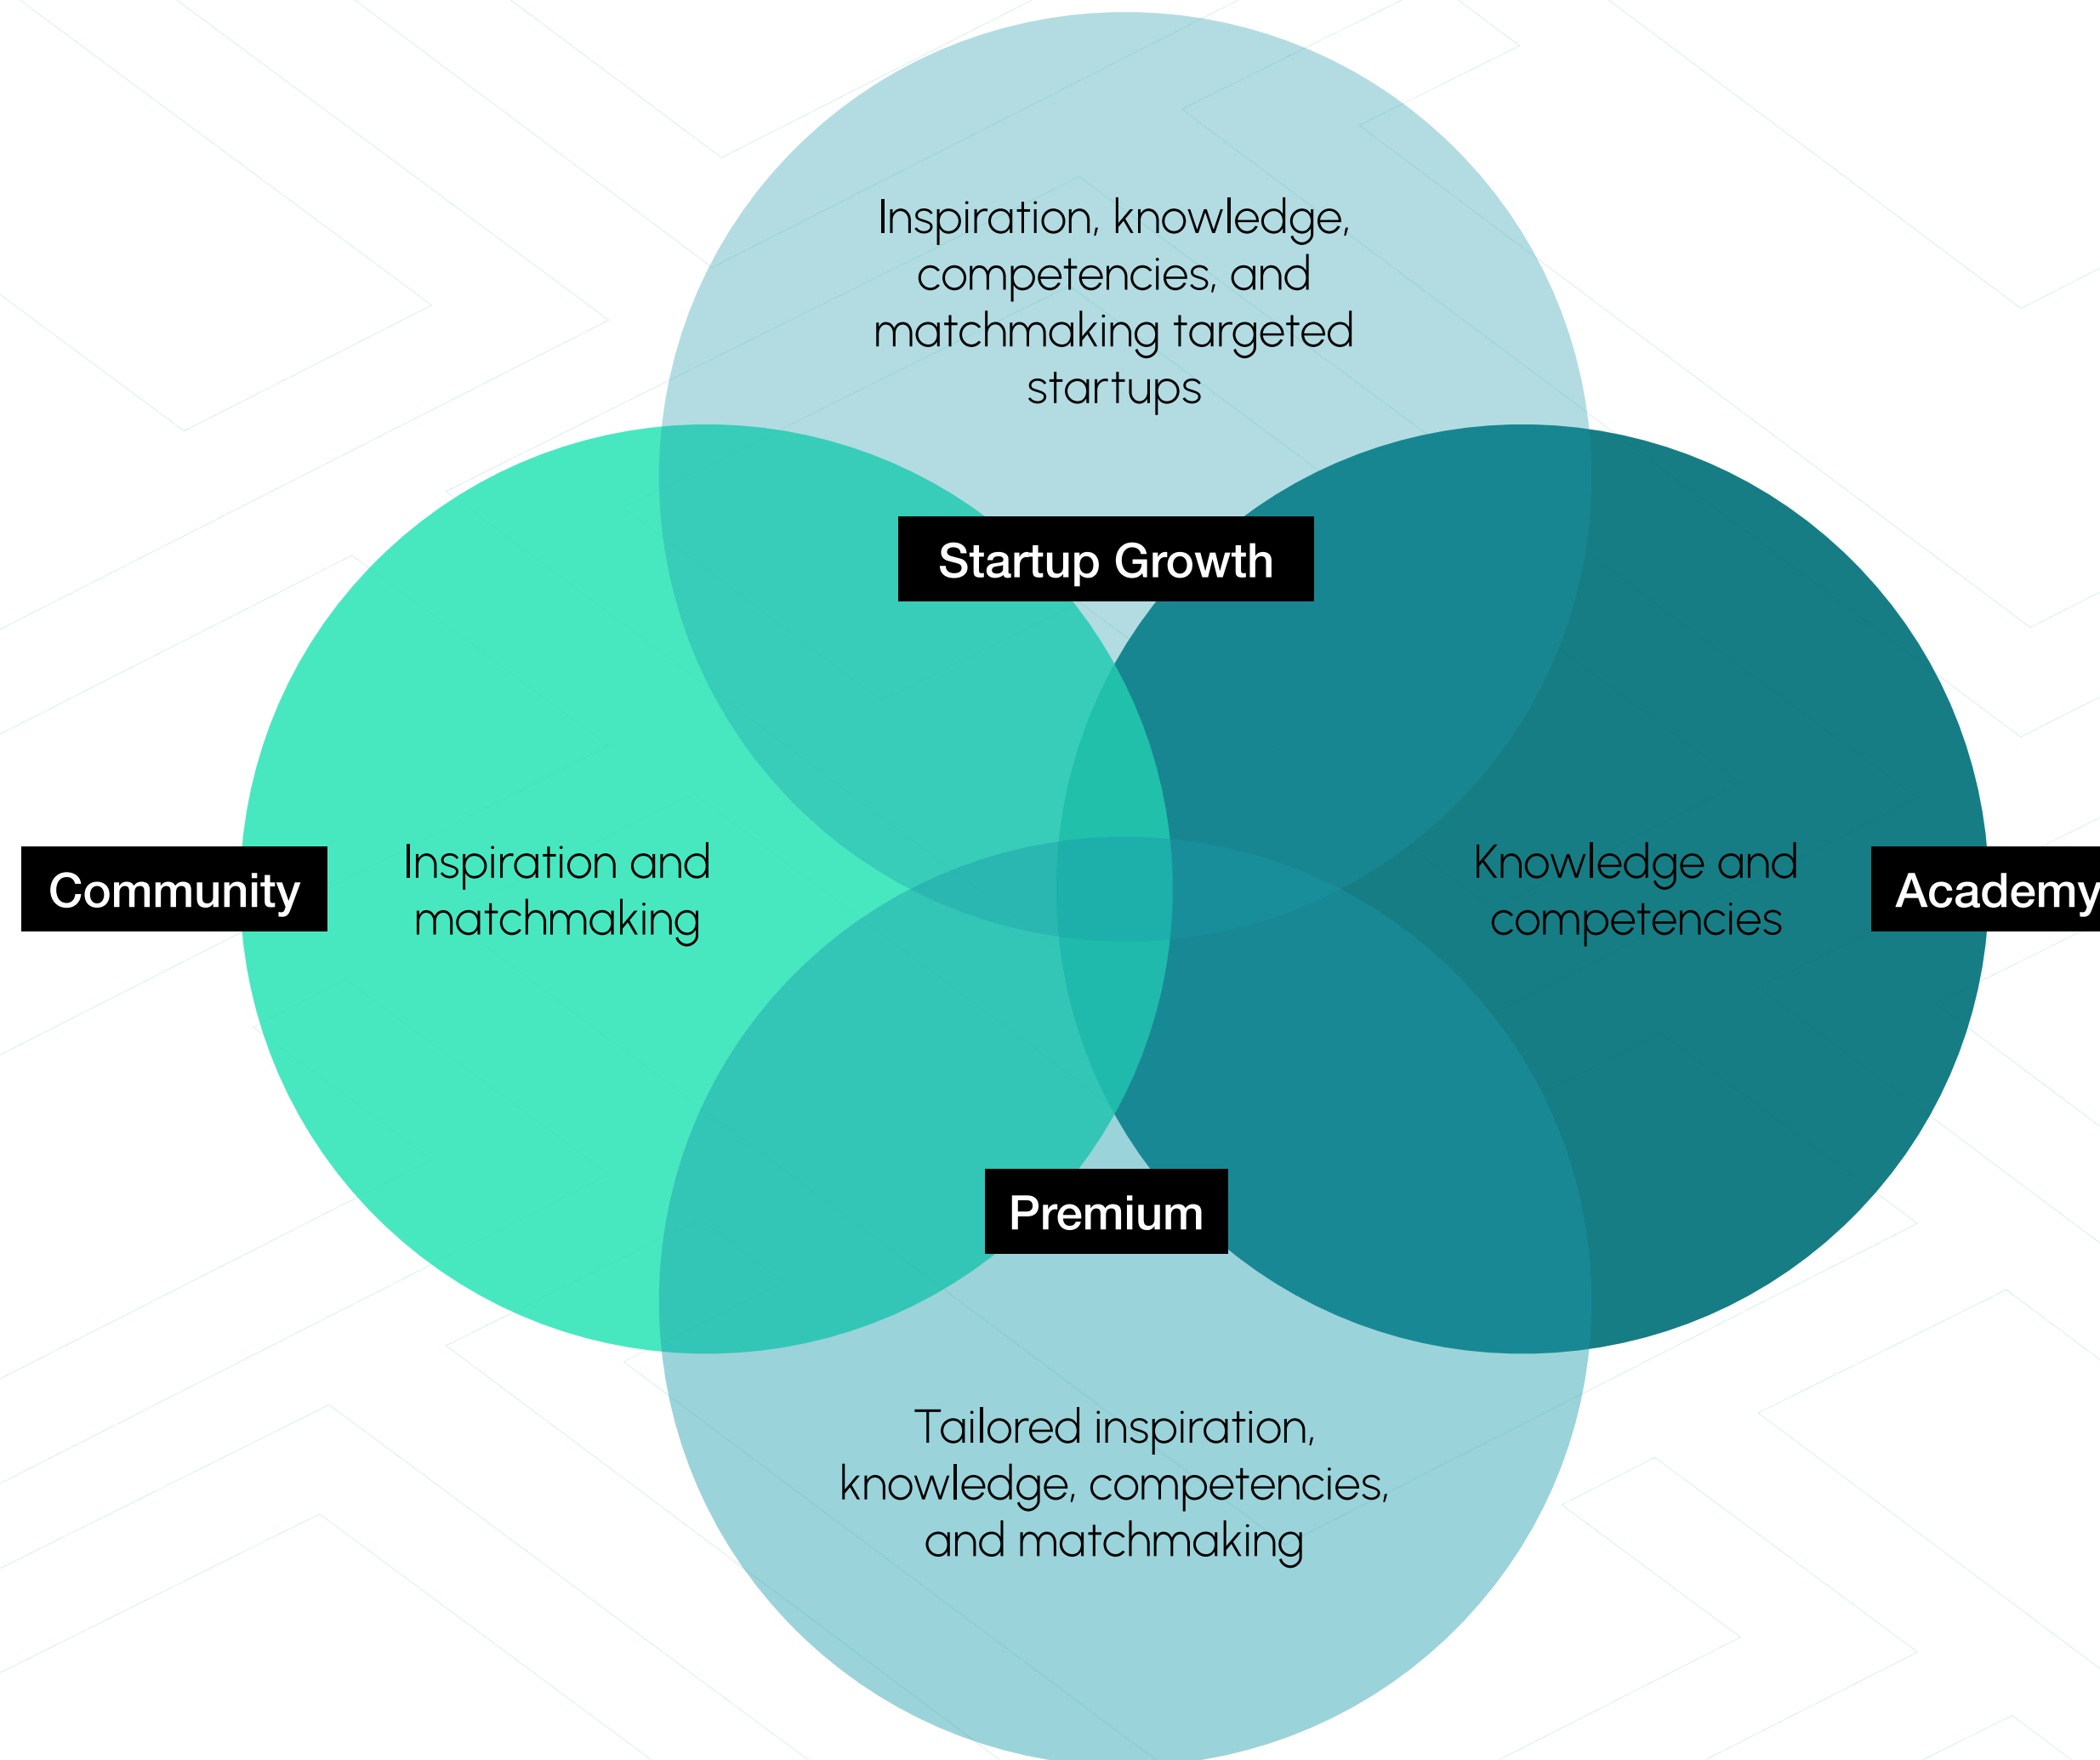 Inspiration, knowledge,
competencies, and
matchmaking targeted
startups
Startup Growth
Community
Inspiration and
matchmaking
Knowledge and
competencies
Academy
Premium
Tailored inspiration,
knowledge, competencies,
and matchmaking